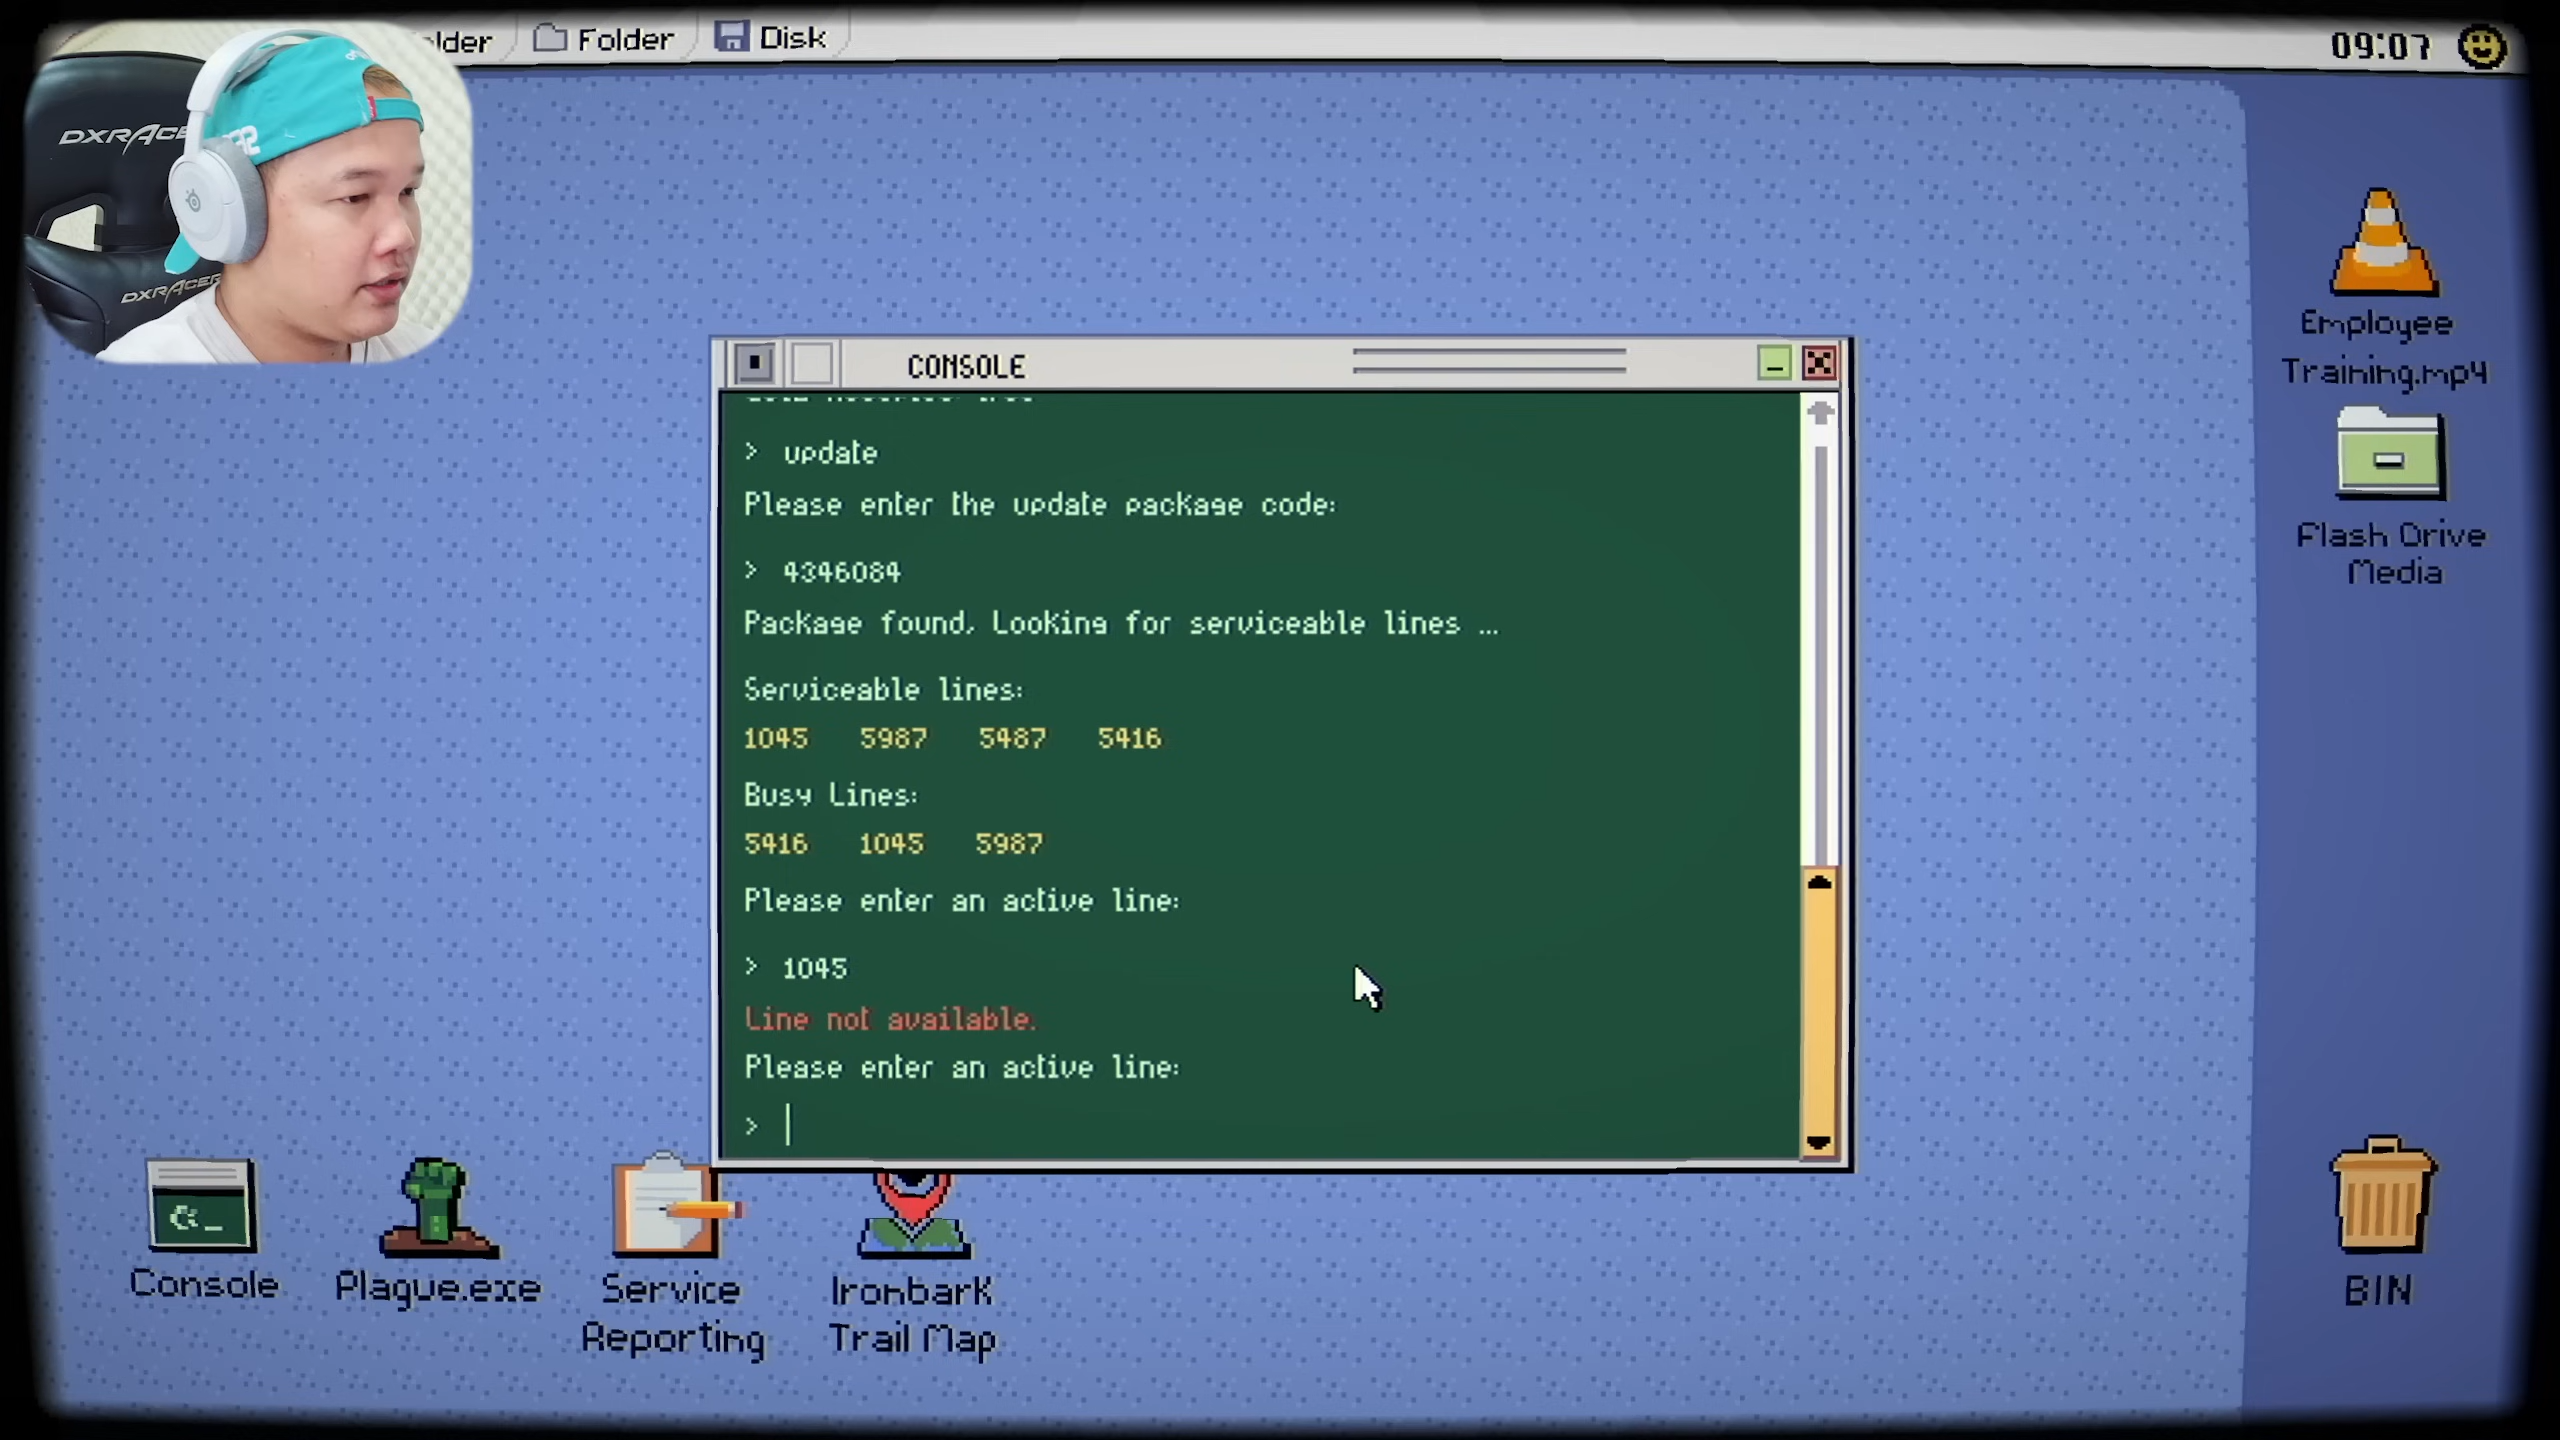 Folder
Disk
09:07
DXRACER
DXRACER
CONSOLE
> update
Please enter the update package code:
> 4346084
Package found. Looking for serviceable lines ...
Serviceable lines:
1045 5987 5487 5416
Busy Lines:
5416 1045 5987
Please enter an active line:
> 1045
Line not available.
Please enter an active line:
>
Employee
Training.mp4
Flash Drive
Media
Console
Plague.exe
Service
Reporting
Ironbark
Trail Map
BIN